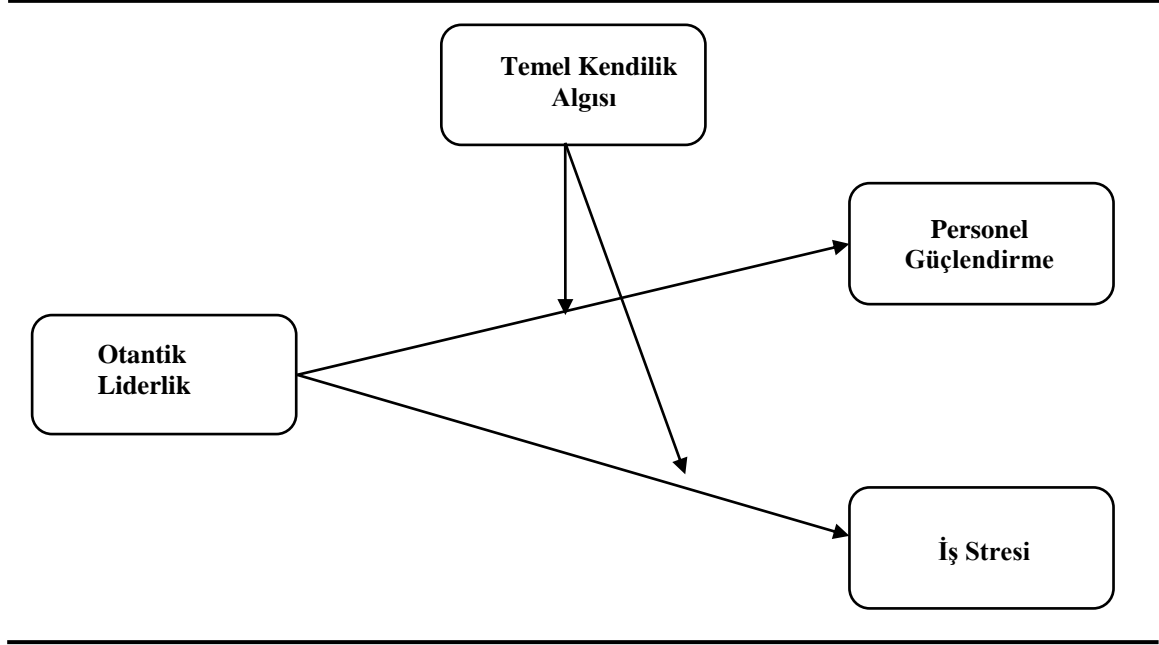 Temel Kendilik
Algısı
Personel
Güçlendirme
Otantik
Liderlik
İş Stresi